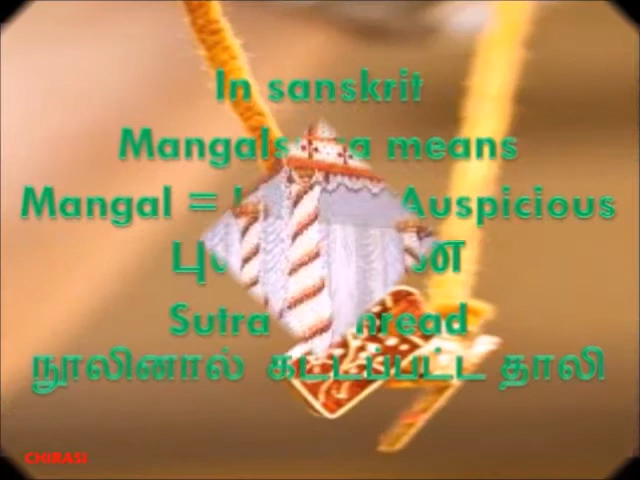 In sanskrit
means
Mangal = Auspicious
Sutra
நூலினால் கட்டப்பட்ட தாலி
CHIRASI